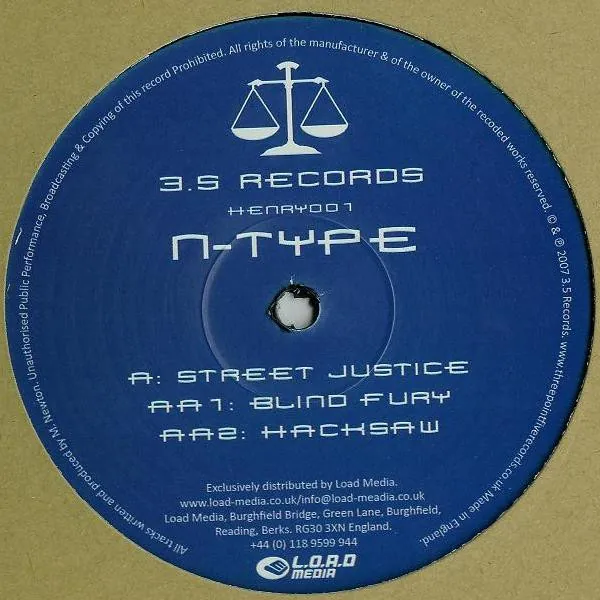 All tracks written and produced by M. Newton. Unauthorised Public Performance, Broadcasting & Copying of this record Prohibited. All rights of the manufacturer & of the owner of the recoded works reserved. © & ℗ 2007 3.5 Records. www.threepointfiverecords.co.uk Made in England.
3.5 RECORDS
HENRY001
N-TYPE
A: STREET JUSTICE
AA1: BLIND FURY
AA2: HACKSAW
Exclusively distributed by Load Media.
www.load-media.co.uk/info@load-meadia.co.uk
Load Media, Burghfield Bridge, Green Lane, Burghfield,
Reading, Berks. RG30 3XN England.
+44 (0) 118 9599 944
L.O.A.D
MEDIA